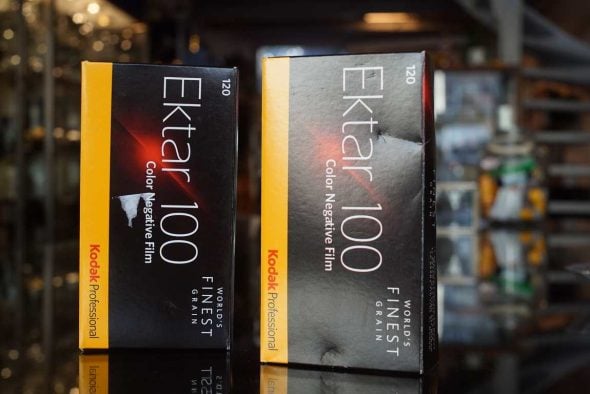 120
Ektar 100
Color Negative Film
WORLD'S
FINEST
GRAIN
Kodak Professional
120
Ektar 100
Color Negative Film
WORLD'S
FINEST
GRAIN
Kodak Professional